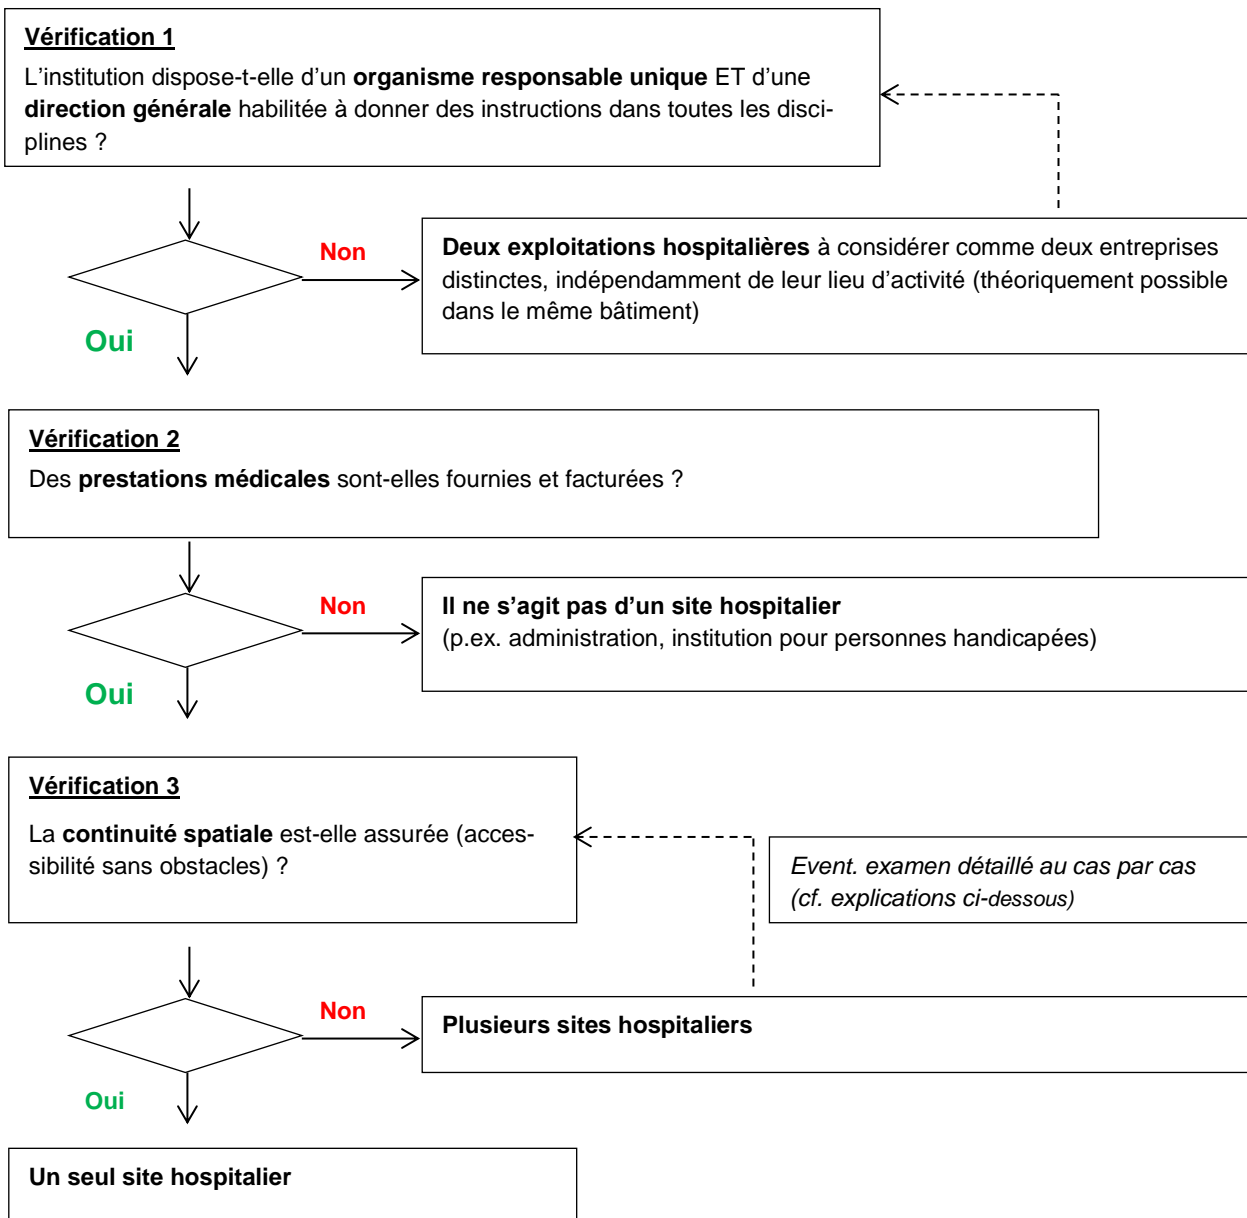 Vérification 1
L’institution dispose-t-elle d’un organisme responsable unique ET d’une
direction générale habilitée à donner des instructions dans toutes les disci-
plines ?
Non
Deux exploitations hospitalières à considérer comme deux entreprises
distinctes, indépendamment de leur lieu d’activité (théoriquement possible
dans le même bâtiment)
Oui
Vérification 2
Des prestations médicales sont-elles fournies et facturées ?
Non
Il ne s’agit pas d’un site hospitalier
(p.ex. administration, institution pour personnes handicapées)
Oui
Vérification 3
La continuité spatiale est-elle assurée (acces-
sibilité sans obstacles) ?
Event. examen détaillé au cas par cas
(cf. explications ci-dessous)
Non
Plusieurs sites hospitaliers
Oui
Un seul site hospitalier